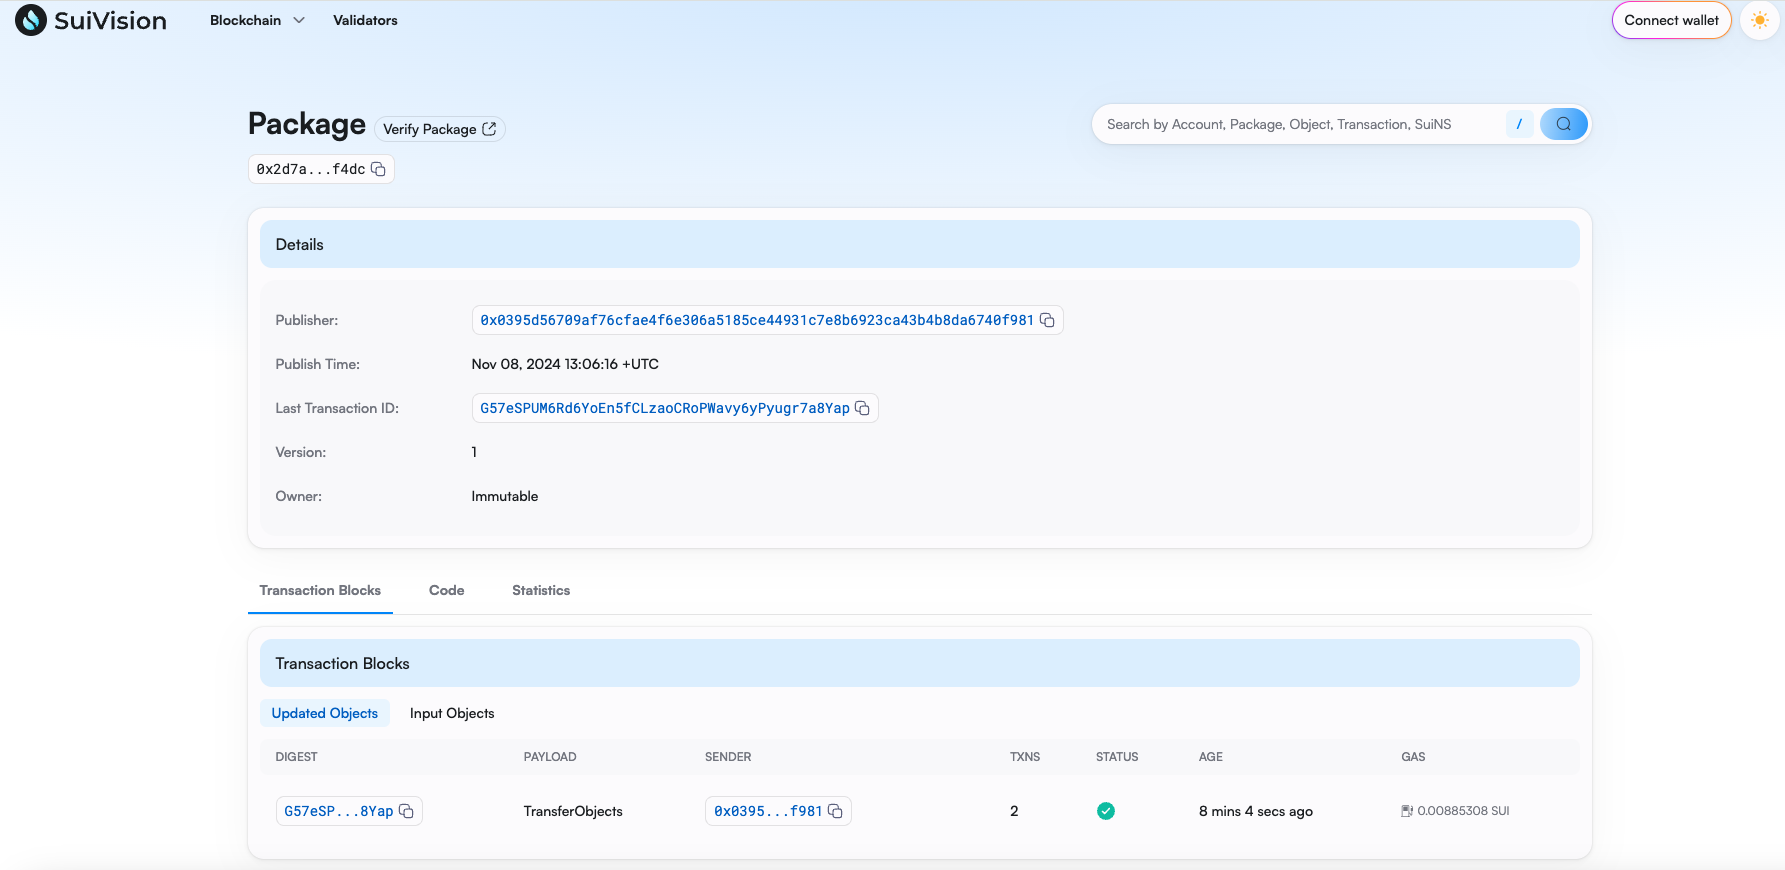 SuiVision Blockchain Validators Connect wallet
Package Verify Package
Search by Account, Package, Object, Transaction, SuiNS /
0x2d7a...f4dc
Details
Publisher: 0x0395d56709af76cfae4f6e306a5185ce44931c7e8b6923ca43b4b8da6740f981
Publish Time: Nov 08, 2024 13:06:16 +UTC
Last Transaction ID: G57eSPUM6Rd6YoEn5fCLzaoCRoPWavy6yPyugr7a8Yap
Version: 1
Owner: Immutable
Transaction Blocks Code Statistics
Transaction Blocks
Updated Objects Input Objects
DIGEST PAYLOAD SENDER TXNS STATUS AGE GAS
G57eSP...8Yap TransferObjects 0x0395...f981 2 8 mins 4 secs ago 0.00885308 SUI